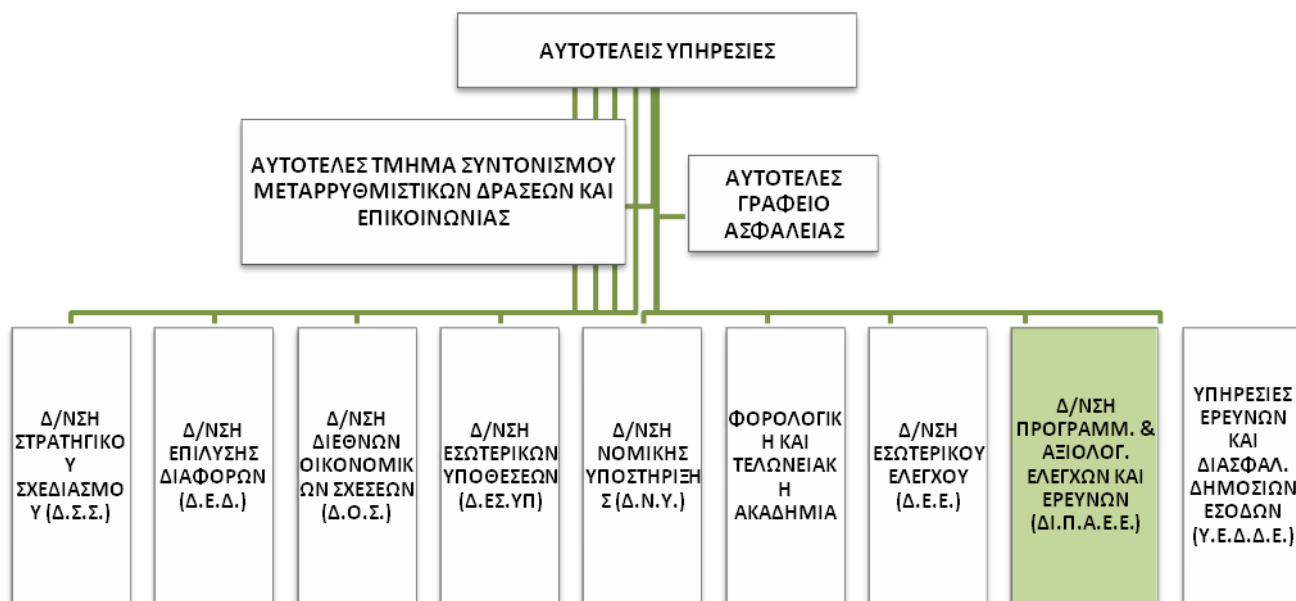 ΑΥΤΟΤΕΛΕΙΣ ΥΠΗΡΕΣΙΕΣ
ΑΥΤΟΤΕΛΕΣ ΤΜΗΜΑ ΣΥΝΤΟΝΙΣΜΟΥ
ΜΕΤΑΡΡΥΘΜΙΣΤΙΚΩΝ ΔΡΑΣΕΩΝ ΚΑΙ
ΕΠΙΚΟΙΝΩΝΙΑΣ
ΑΥΤΟΤΕΛΕΣ
ΓΡΑΦΕΙΟ
ΑΣΦΑΛΕΙΑΣ
Δ/ΝΣΗ
ΣΤΡΑΤΗΓΙΚΟ
Υ
ΣΧΕΔΙΑΣΜΟ
Υ (Δ.Σ.Σ.)
Δ/ΝΣΗ
ΕΠΙΛΥΣΗΣ
ΔΙΑΦΟΡΩΝ
(Δ.Ε.Δ.)
Δ/ΝΣΗ
ΔΙΕΘΝΩΝ
ΟΙΚΟΝΟΜΙΚ
ΩΝ ΣΧΕΣΕΩΝ
(Δ.Ο.Σ.)
Δ/ΝΣΗ
ΕΣΩΤΕΡΙΚΩΝ
ΥΠΟΘΕΣΕΩΝ
(Δ.ΕΣ.ΥΠ)
Δ/ΝΣΗ
ΝΟΜΙΚΗΣ
ΥΠΟΣΤΗΡΙΞΗ
Σ (Δ.Ν.Υ.)
ΦΟΡΟΛΟΓΙΚ
Η ΚΑΙ
ΤΕΛΩΝΕΙΑΚ
Η
ΑΚΑΔΗΜΙΑ
Δ/ΝΣΗ
ΕΣΩΤΕΡΙΚΟΥ
ΕΛΕΓΧΟΥ
(Δ.Ε.Ε.)
Δ/ΝΣΗ
ΠΡΟΓΡΑΜΜ. &
ΑΞΙΟΛΟΓ.
ΕΛΕΓΧΩΝ ΚΑΙ
ΕΡΕΥΝΩΝ
(ΔΙ.Π.Α.Ε.Ε.)
ΥΠΗΡΕΣΙΕΣ
ΕΡΕΥΝΩΝ
ΚΑΙ
ΔΙΑΣΦΑΛ.
ΔΗΜΟΣΙΩΝ
ΕΣΟΔΩΝ
(Υ.Ε.Δ.Δ.Ε.)